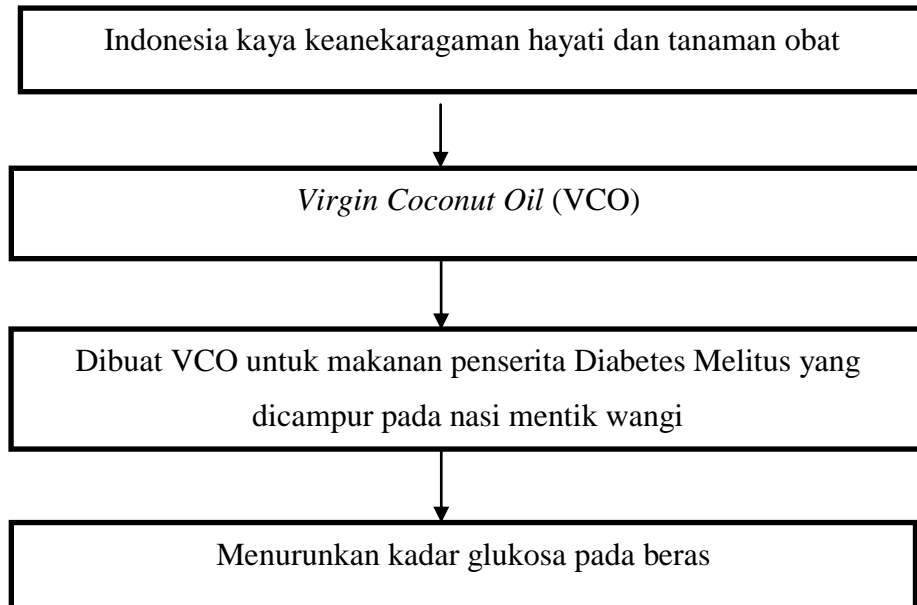 Indonesia kaya keanekaragaman hayati dan tanaman obat
Virgin Coconut Oil (VCO)
Dibuat VCO untuk makanan penserita Diabetes Melitus yang
dicampur pada nasi mentik wangi
Menurunkan kadar glukosa pada beras